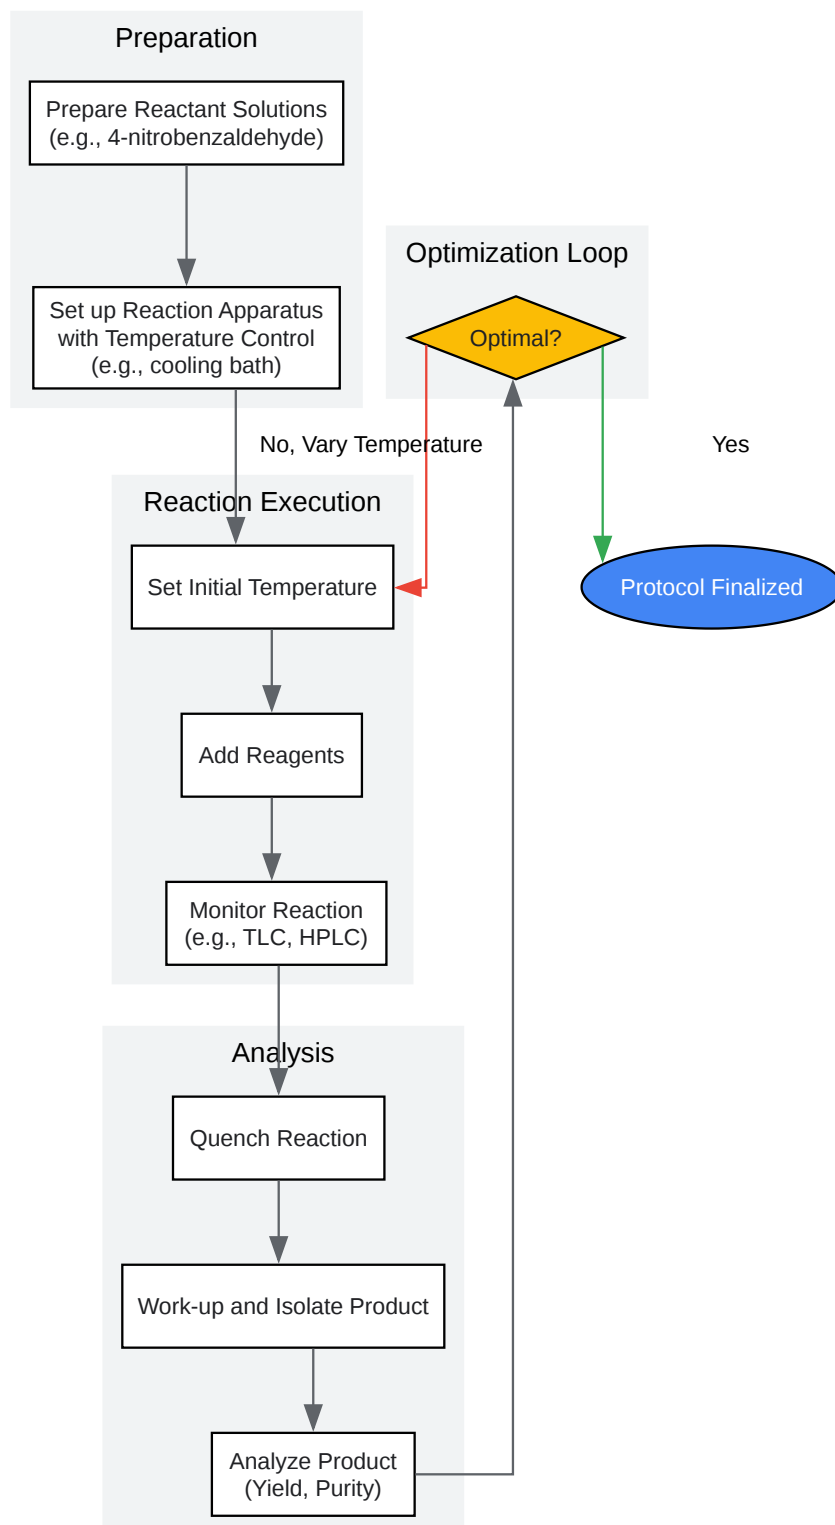 Preparation
Prepare Reactant Solutions
(e.g., 4-nitrobenzaldehyde)
Set up Reaction Apparatus
with Temperature Control
(e.g., cooling bath)
Optimization Loop
Optimal?
No, Vary Temperature
Yes
Reaction Execution
Set Initial Temperature
Protocol Finalized
Add Reagents
Monitor Reaction
(e.g., TLC, HPLC)
Analysis
Quench Reaction
Work-up and Isolate Product
Analyze Product
(Yield, Purity)